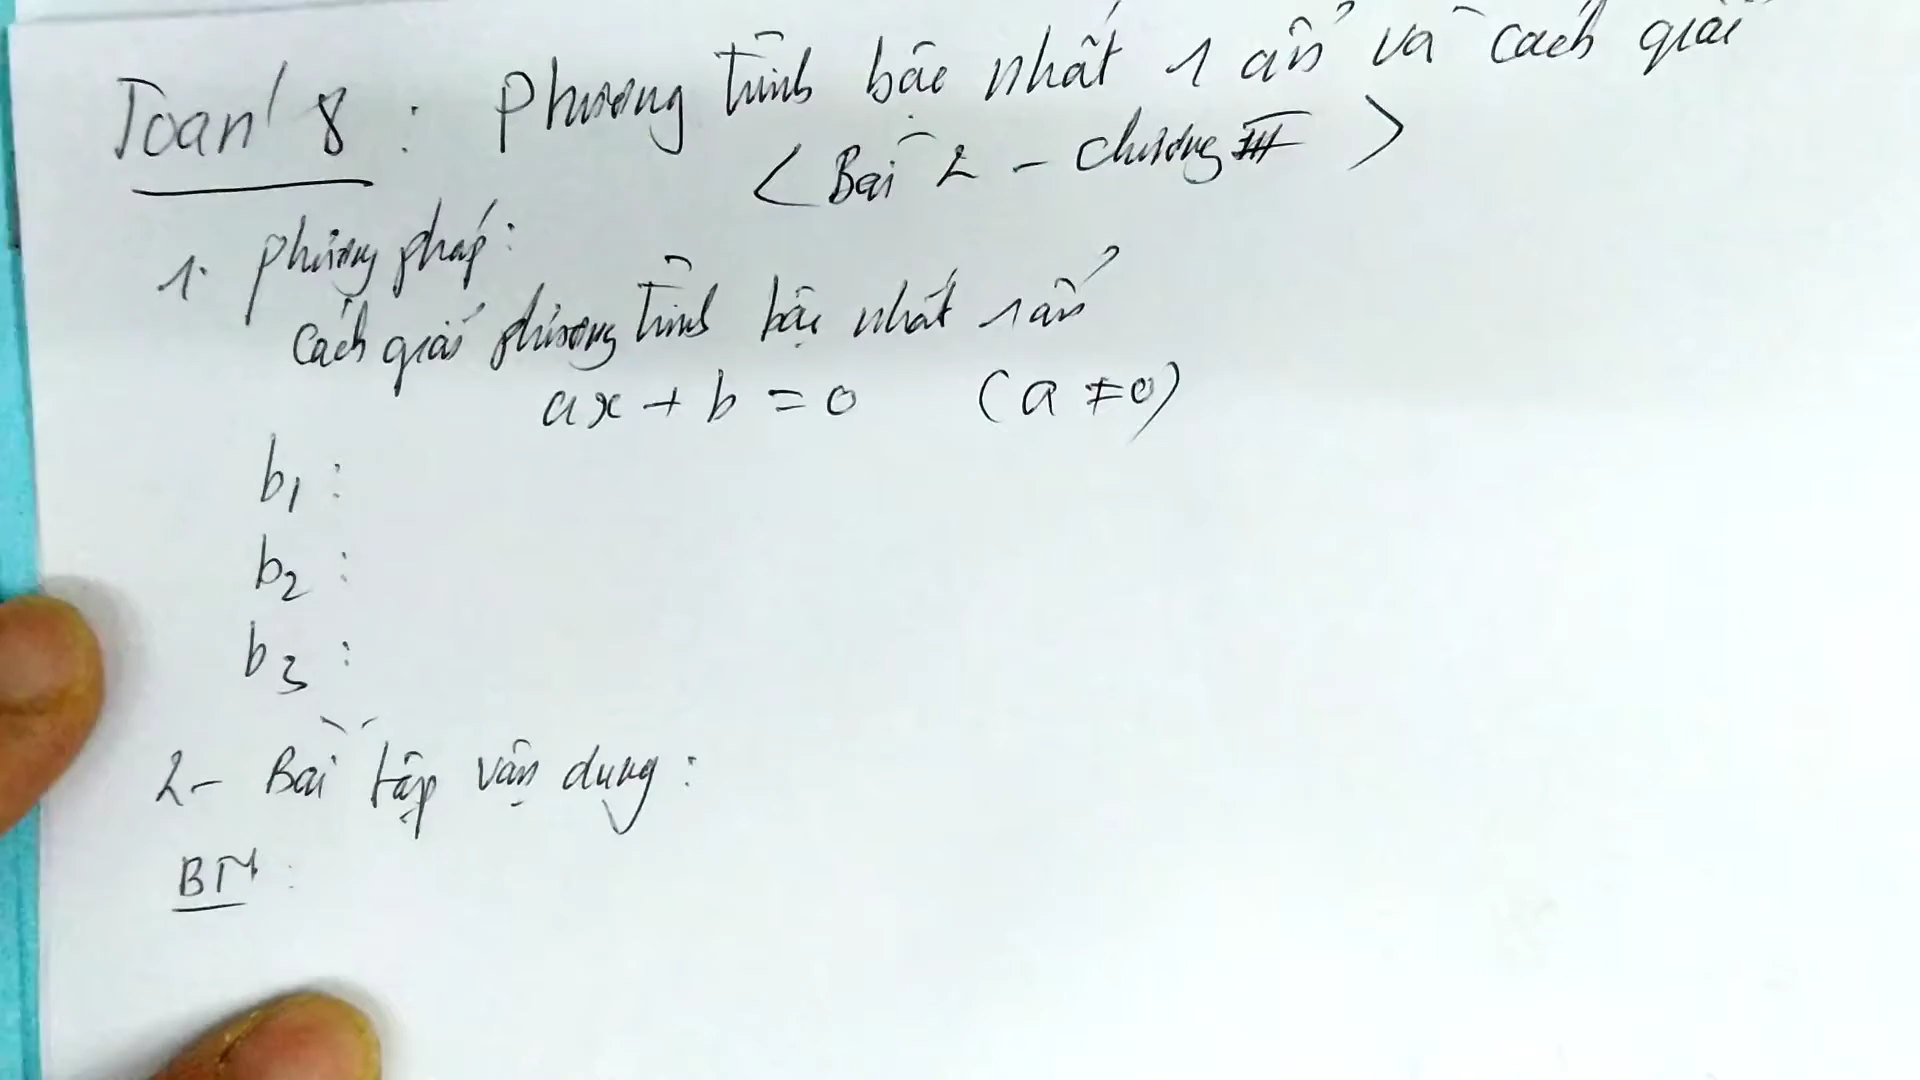 Toán 8 : Phương trình bậc nhất 1 ẩn và cách giải
< Bài 2 - chương III >
1. Phương pháp :
Cách giải phương trình bậc nhất 1 ẩn
ax + b = 0 (a ≠ 0)
b1 :
b2 :
b3 :
2- Bài tập vận dụng :